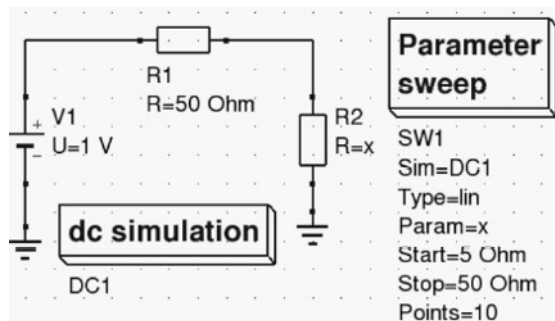 R1
R=50 Ohm
V1
U=1 V
R2
R=x
dc simulation
DC1
Parameter
sweep
SW1
Sim=DC1
Type=lin
Param=x
Start=5 Ohm
Stop=50 Ohm
Points=10